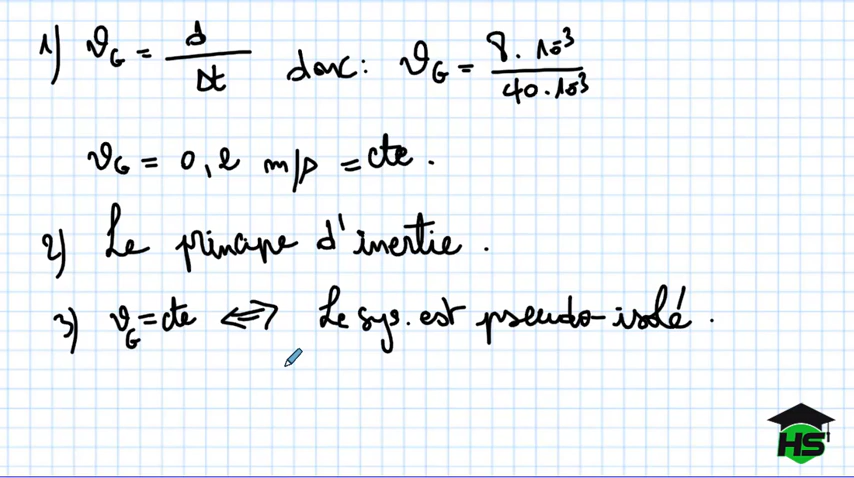 1) v_G = d / Δt donc: v_G = 8. 10⁻³ / 40. 10⁻³
v_G = 0,2 m/s = cte.
2) Le principe d'inertie.
3) v_G = cte ⟺ Le sys. est pseudo-isolé.
HS